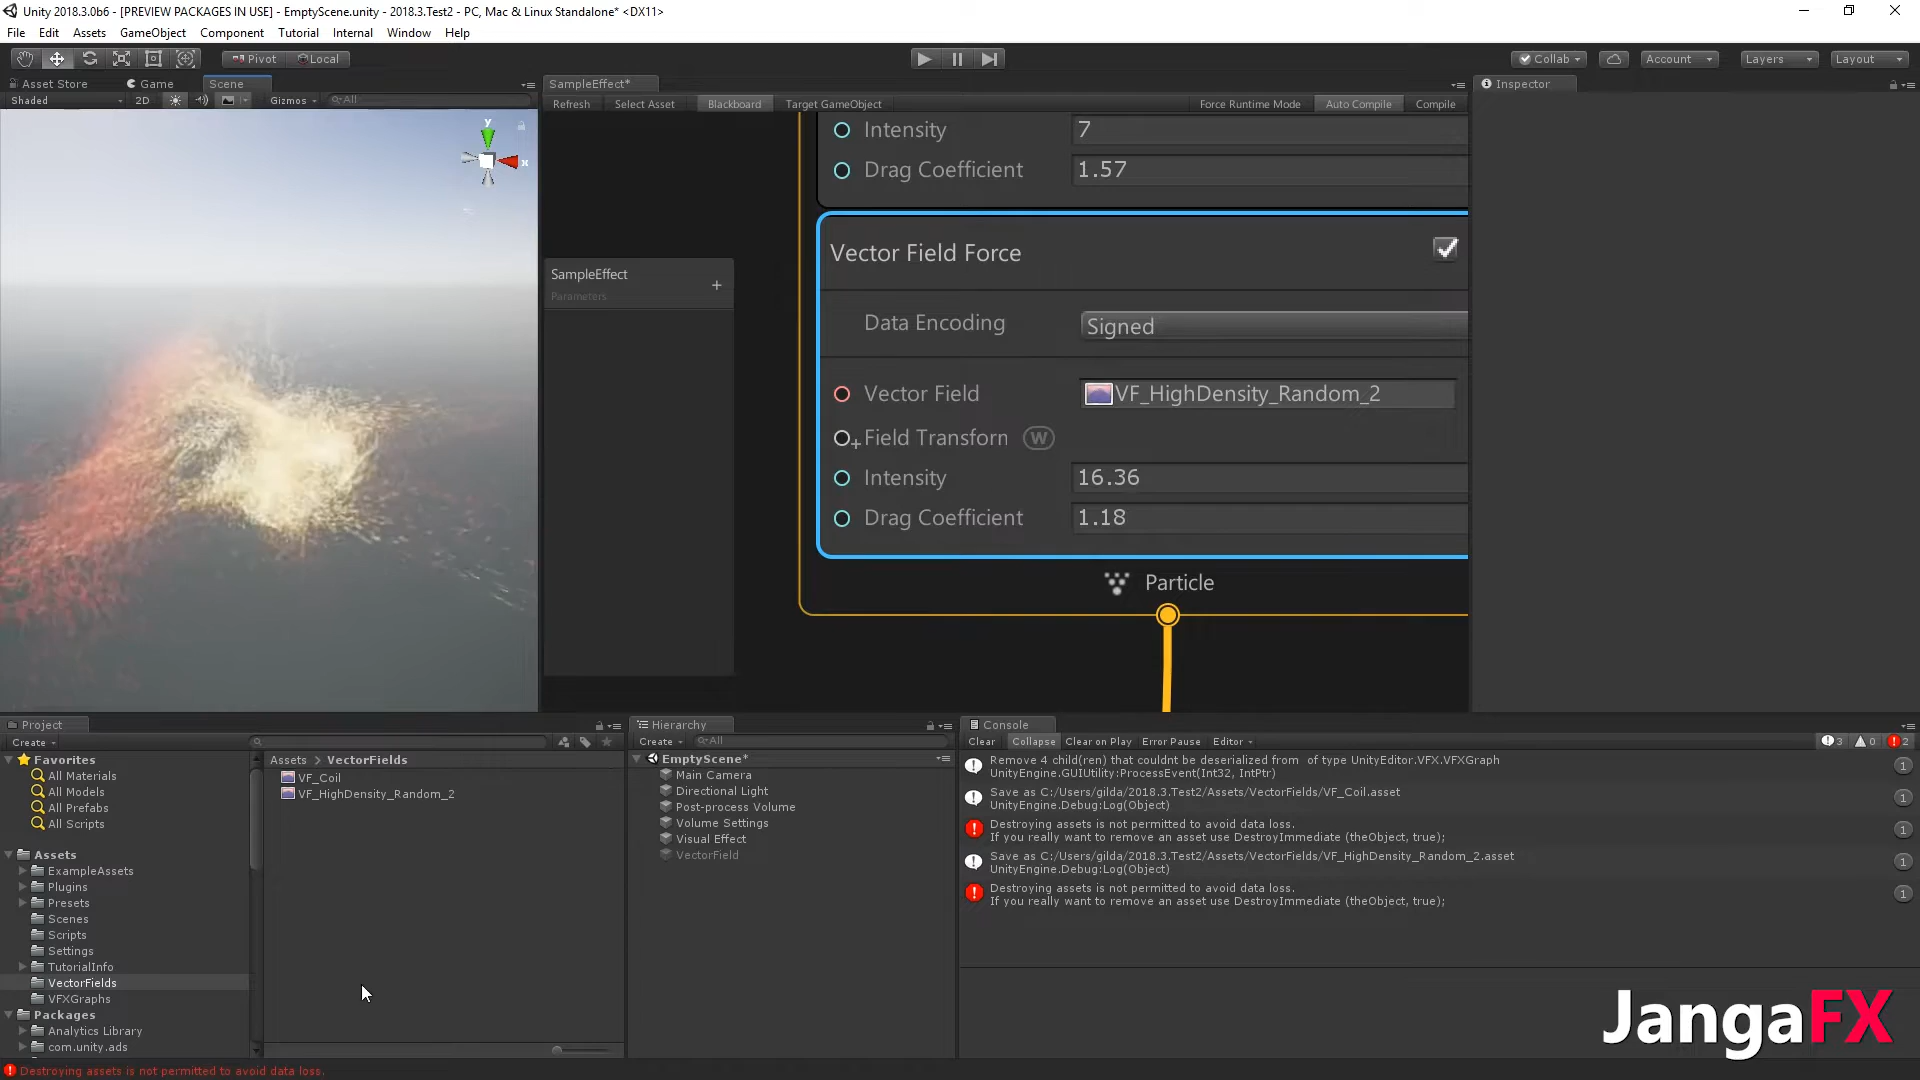 Unity 2018.3.0b6 - [PREVIEW PACKAGES IN USE] - EmptyScene.unity - 2018.3.Test2 - PC, Mac & Linux Standalone* <DX11>
File Edit Assets GameObject Component Tutorial Internal Window Help
Pivot Local Collab Account Layers Layout
Asset Store Game Scene SampleEffect* Inspector
Shaded 2D Gizmos All Refresh Select Asset Blackboard Target GameObject Force Runtime Mode Auto Compile Compile
y
x
Intensity 7
Drag Coefficient 1.57
Vector Field Force
SampleEffect
Parameters
Data Encoding Signed
Vector Field VF_HighDensity_Random_2
Field Transform W
Intensity 16.36
Drag Coefficient 1.18
Particle
Project
Create
Favorites
All Materials
All Models
All Prefabs
All Scripts
Assets
ExampleAssets
Plugins
Presets
Scenes
Scripts
Settings
TutorialInfo
VectorFields
VFXGraphs
Packages
Analytics Library
com.unity.ads
Assets > VectorFields
VF_Coil
VF_HighDensity_Random_2
Hierarchy
Create All
EmptyScene*
Main Camera
Directional Light
Post-process Volume
Volume Settings
Visual Effect
VectorField
Console
Clear Collapse Clear on Play Error Pause Editor 3 0 2
Remove 4 child(ren) that couldnt be deserialized from  of type UnityEditor.VFX.VFXGraph
UnityEngine.GUIUtility:ProcessEvent(Int32, IntPtr)
1
Save as C:/Users/gilda/2018.3.Test2/Assets/VectorFields/VF_Coil.asset
UnityEngine.Debug:Log(Object)
1
Destroying assets is not permitted to avoid data loss.
If you really want to remove an asset use DestroyImmediate (theObject, true);
1
Save as C:/Users/gilda/2018.3.Test2/Assets/VectorFields/VF_HighDensity_Random_2.asset
UnityEngine.Debug:Log(Object)
1
Destroying assets is not permitted to avoid data loss.
If you really want to remove an asset use DestroyImmediate (theObject, true);
1
JangaFX
Destroying assets is not permitted to avoid data loss.